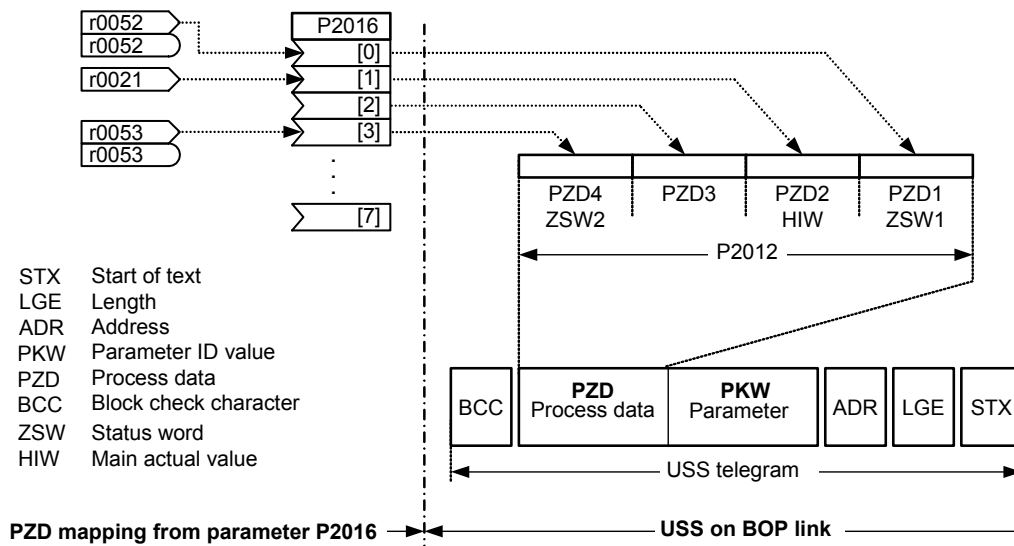 r0052
r0052
r0021
r0053
r0053
P2016
[0]
[1]
[2]
[3]
[7]
PZD4
ZSW2
PZD3
PZD2
HIW
PZD1
ZSW1
P2012
STX Start of text
LGE Length
ADR Address
PKW Parameter ID value
PZD Process data
BCC Block check character
ZSW Status word
HIW Main actual value
BCC
PZD
Process data
PKW
Parameter
ADR
LGE
STX
USS telegram
PZD mapping from parameter P2016
USS on BOP link